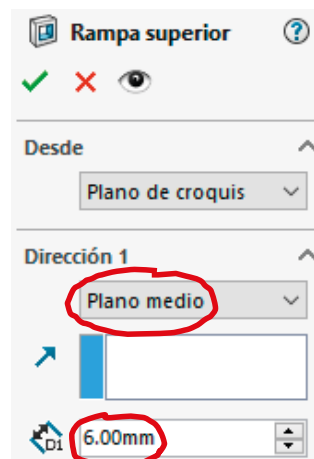 Rampa superior
Desde
Plano de croquis
Dirección 1
Plano medio
D1
6.00mm